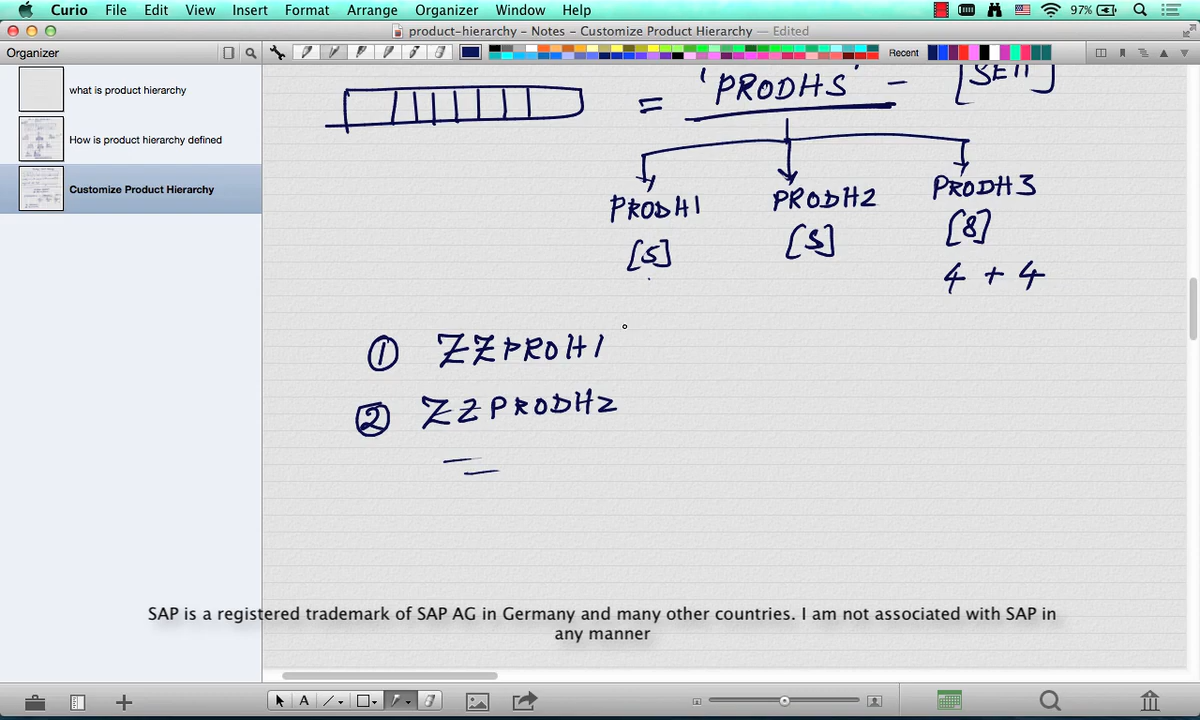 Curio File Edit View Insert Format Arrange Organizer Window Help 97%
product-hierarchy – Notes – Customize Product Hierarchy — Edited
Organizer
Recent
what is product hierarchy
How is product hierarchy defined
Customize Product Hierarchy
= 'PRODHS' - [SE11]
PRODH1 PRODH2 PRODH3
[5] [5] [8]
4 + 4
① ZZPROH1
② ZZPRODH2
SAP is a registered trademark of SAP AG in Germany and many other countries. I am not associated with SAP in
any manner
A